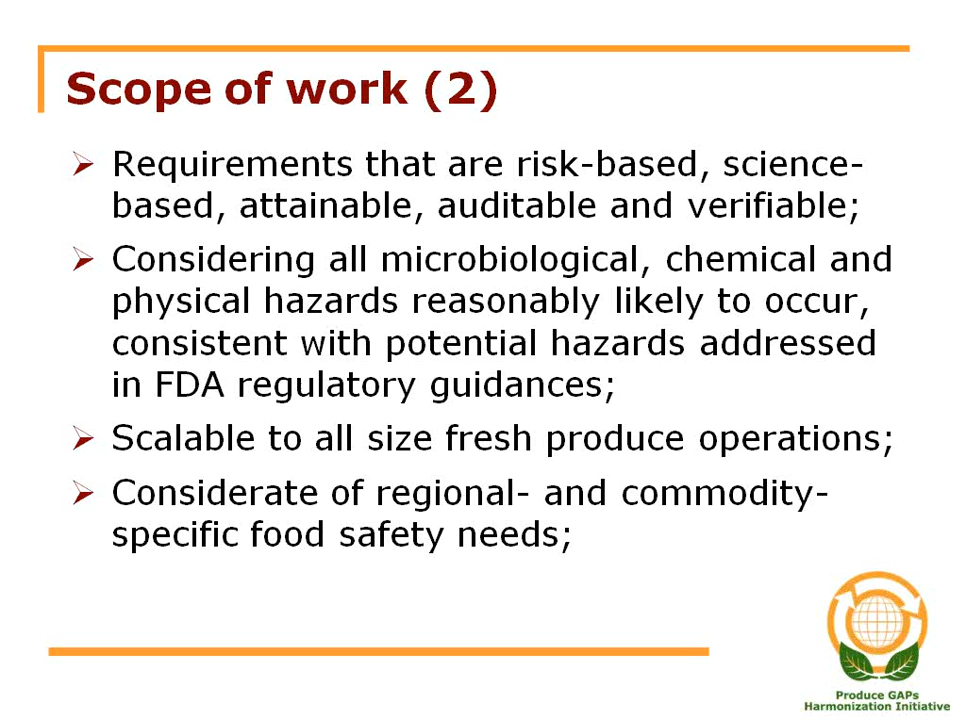 Scope of work (2)
Requirements that are risk-based, science-
based, attainable, auditable and verifiable;
Considering all microbiological, chemical and
physical hazards reasonably likely to occur,
consistent with potential hazards addressed
in FDA regulatory guidances;
Scalable to all size fresh produce operations;
Considerate of regional- and commodity-
specific food safety needs;
Produce GAPs
Harmonization Initiative